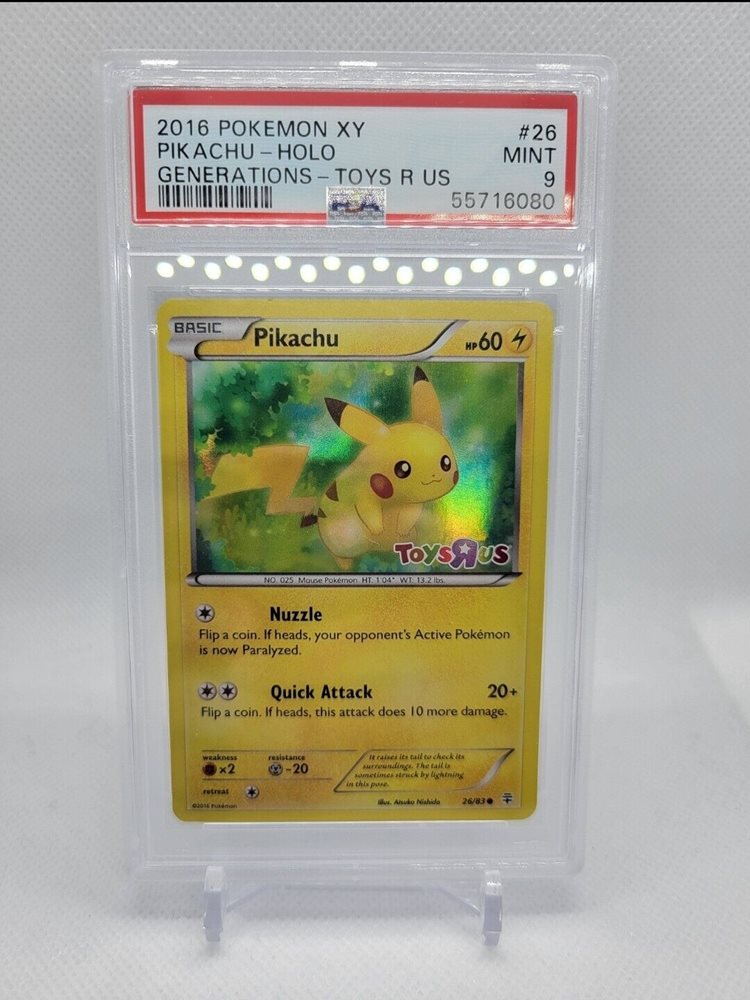 2016 POKEMON XY #26
PIKACHU - HOLO MINT
GENERATIONS - TOYS R US 9
55716080
PSA
BASIC Pikachu HP60
TOYS R US
NO. 025 Mouse Pokémon HT: 1'04" WT: 13.2 lbs.
Nuzzle
Flip a coin. If heads, your opponent's Active Pokémon
is now Paralyzed.
Quick Attack 20+
Flip a coin. If heads, this attack does 10 more damage.
weakness resistance
×2 -20
retreat
It raises its tail to check its
surroundings. The tail is
sometimes struck by lightning
in this pose.
©2016 Pokémon Illus. Atsuko Nishida 26/83